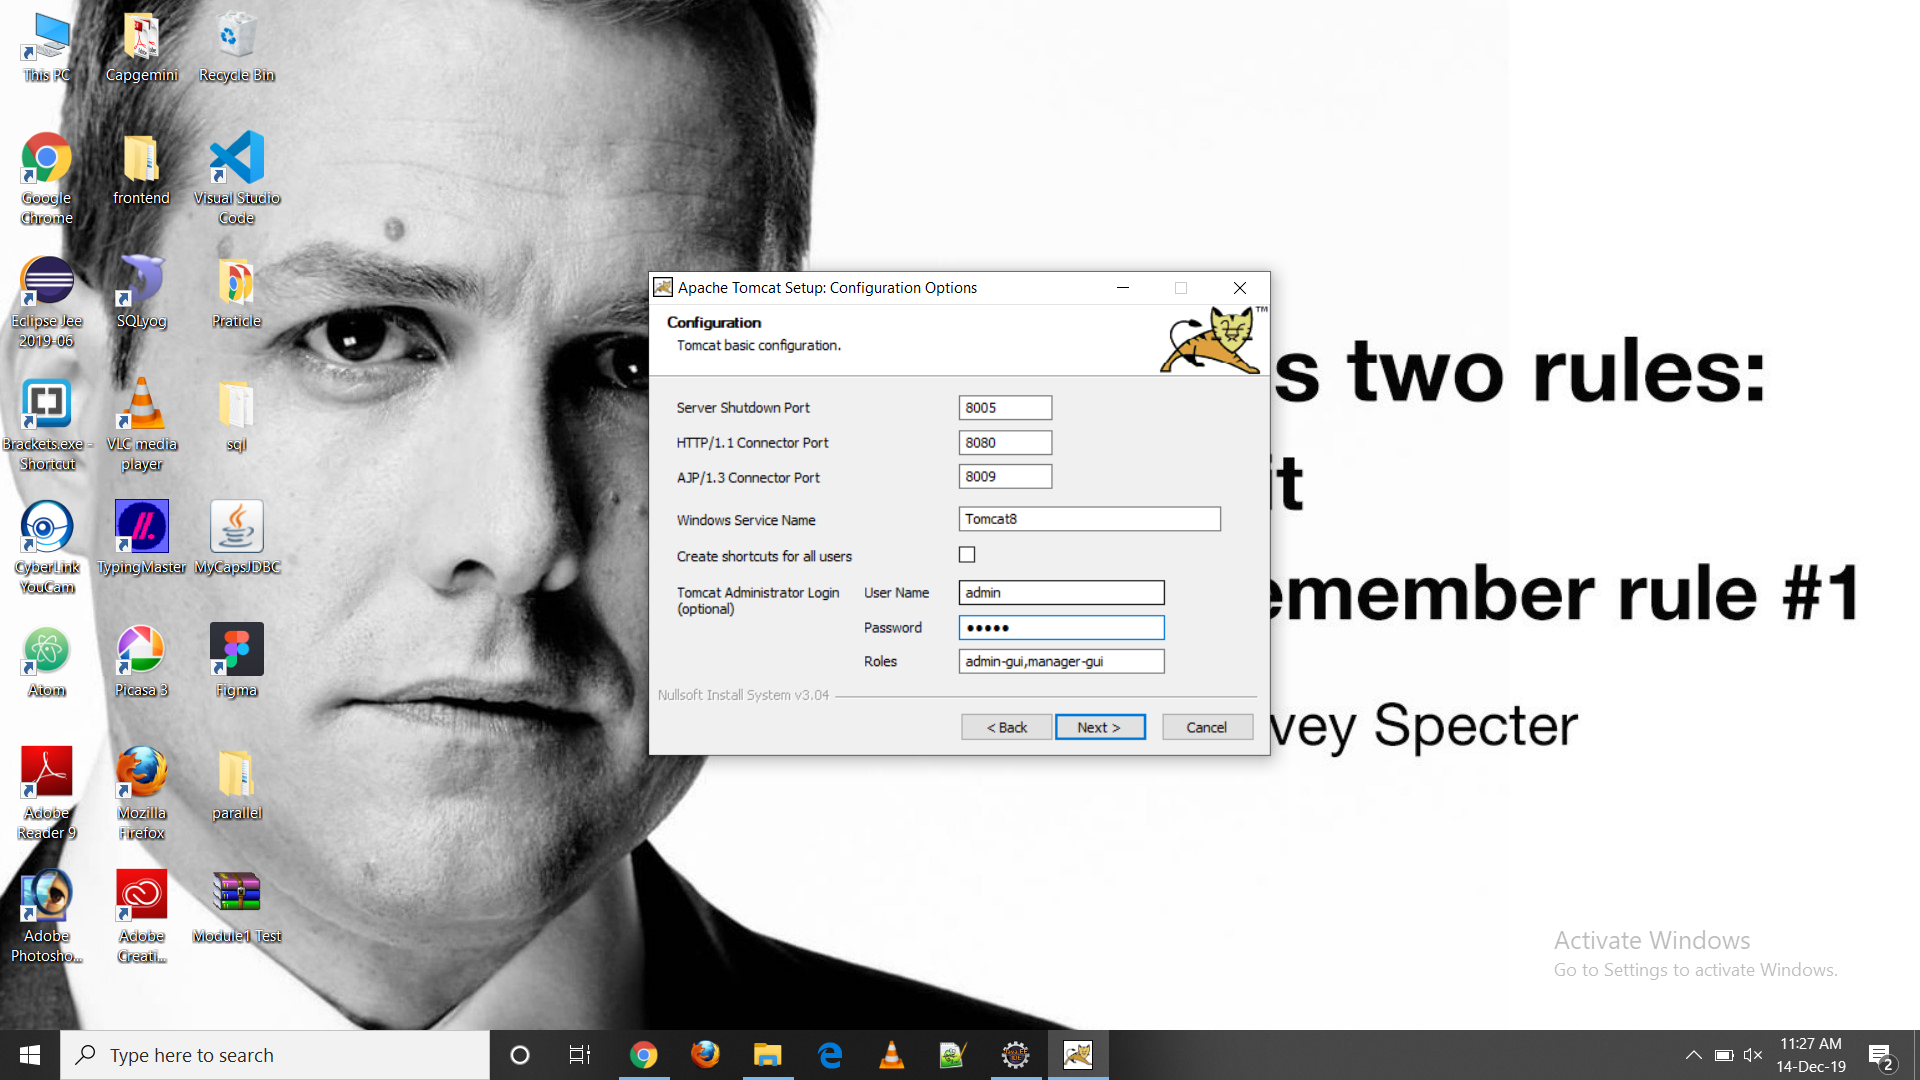 This PC
Capgemini
Recycle Bin
Google
Chrome
frontend
Visual Studio
Code
Eclipse Jee
2019-06
SQLyog
Praticle
Brackets.exe -
Shortcut
VLC media
player
sql
CyberLink
YouCam
TypingMaster
MyCapsJDBC
Atom
Picasa 3
Figma
Adobe
Reader 9
Mozilla
Firefox
parallel
Adobe
Photosho...
Adobe
Creati...
Module1 Test
Apache Tomcat Setup: Configuration Options
Configuration
Tomcat basic configuration.
TM
Server Shutdown Port
8005
HTTP/1.1 Connector Port
8080
AJP/1.3 Connector Port
8009
Windows Service Name
Tomcat8
Create shortcuts for all users
Tomcat Administrator Login
(optional)
User Name
admin
Password
•••••
Roles
admin-gui,manager-gui
Nullsoft Install System v3.04
< Back
Next >
Cancel
s two rules:
it
emember rule #1
vey Specter
Activate Windows
Go to Settings to activate Windows.
Type here to search
11:27 AM
14-Dec-19
2